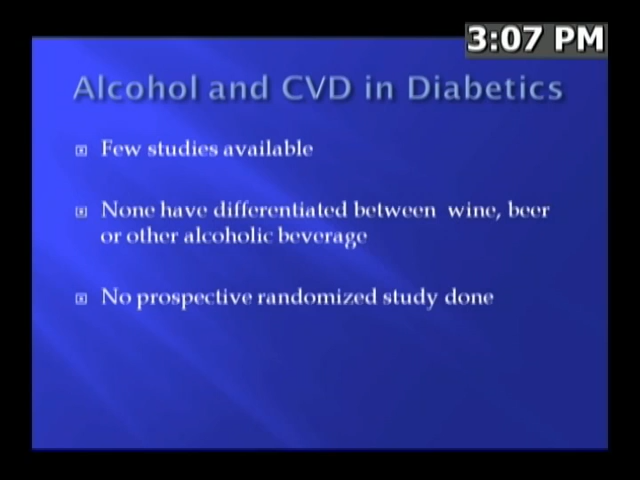 3:07 PM
Alcohol and CVD in Diabetics
Few studies available
None have differentiated between wine, beer
or other alcoholic beverage
No prospective randomized study done